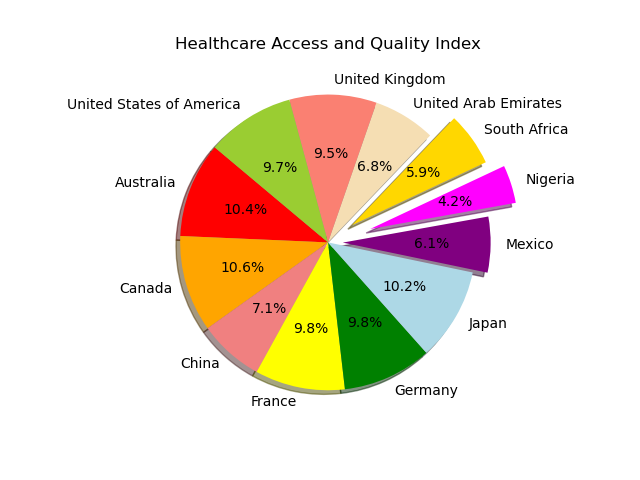 Healthcare Access and Quality Index
United Kingdom
United States of America
United Arab Emirates
South Africa
9.5%
9.7%
6.8%
5.9%
Nigeria
Australia
10.4%
4.2%
6.1%
Mexico
10.6%
Canada
10.2%
7.1%
9.8%
9.8%
Japan
China
France
Germany